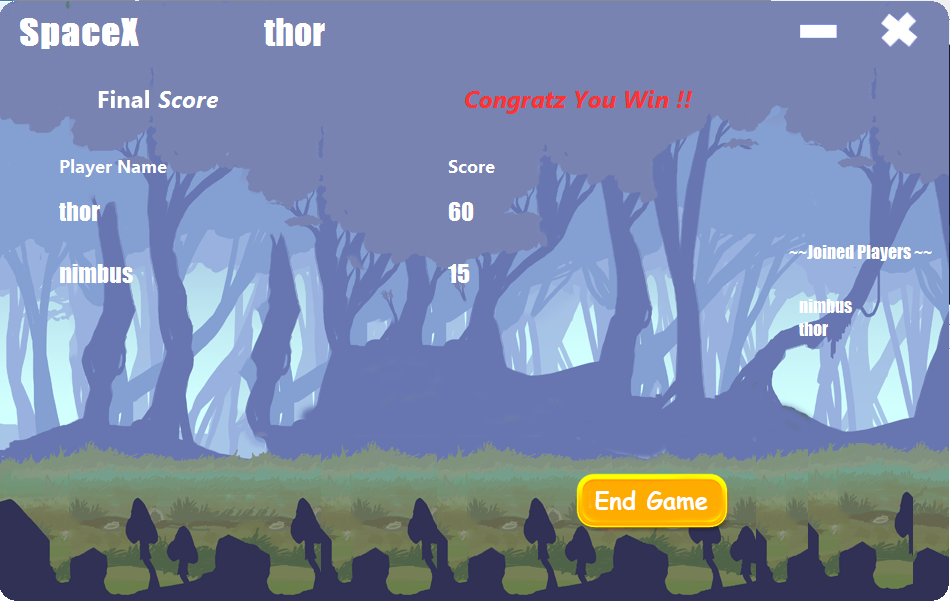 SpaceX thor
Final Score
Congratz You Win !!
Player Name Score
thor 60
nimbus 15
~~Joined Players ~~
nimbus
thor
End Game